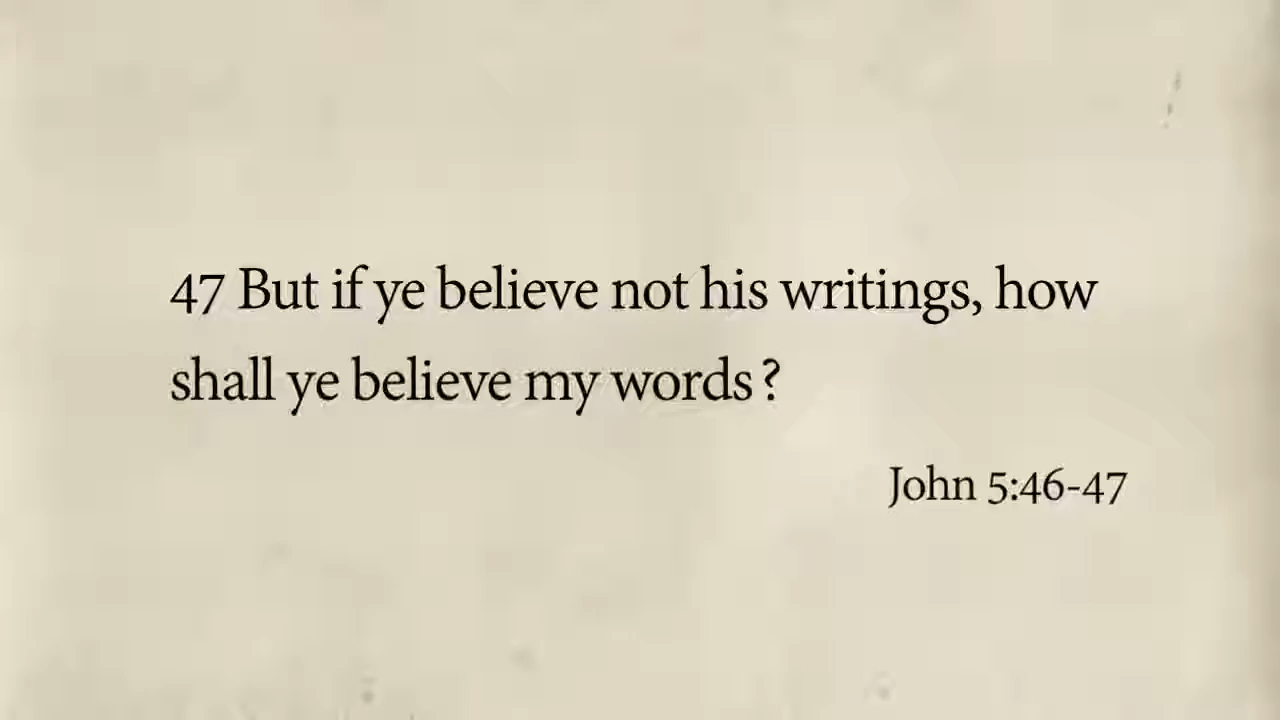 47 But if ye believe not his writings, how
shall ye believe my words?
John 5:46-47